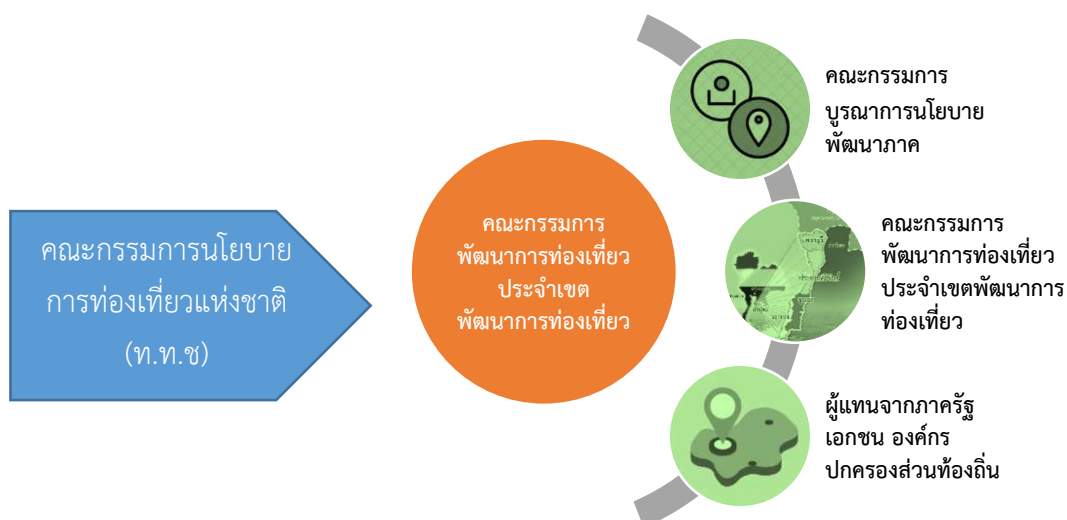 คณะกรรมการนโยบาย
การท่องเที่ยวแห่งชาติ
(ท.ท.ช)
คณะกรรมการ
พัฒนาการท่องเที่ยว
ประจำเขต
พัฒนาการท่องเที่ยว
คณะกรรมการ
บูรณาการนโยบาย
พัฒนาภาค
คณะกรรมการ
พัฒนาการท่องเที่ยว
ประจำเขตพัฒนาการ
ท่องเที่ยว
ผู้แทนจากภาครัฐ
เอกชน องค์กร
ปกครองส่วนท้องถิ่น